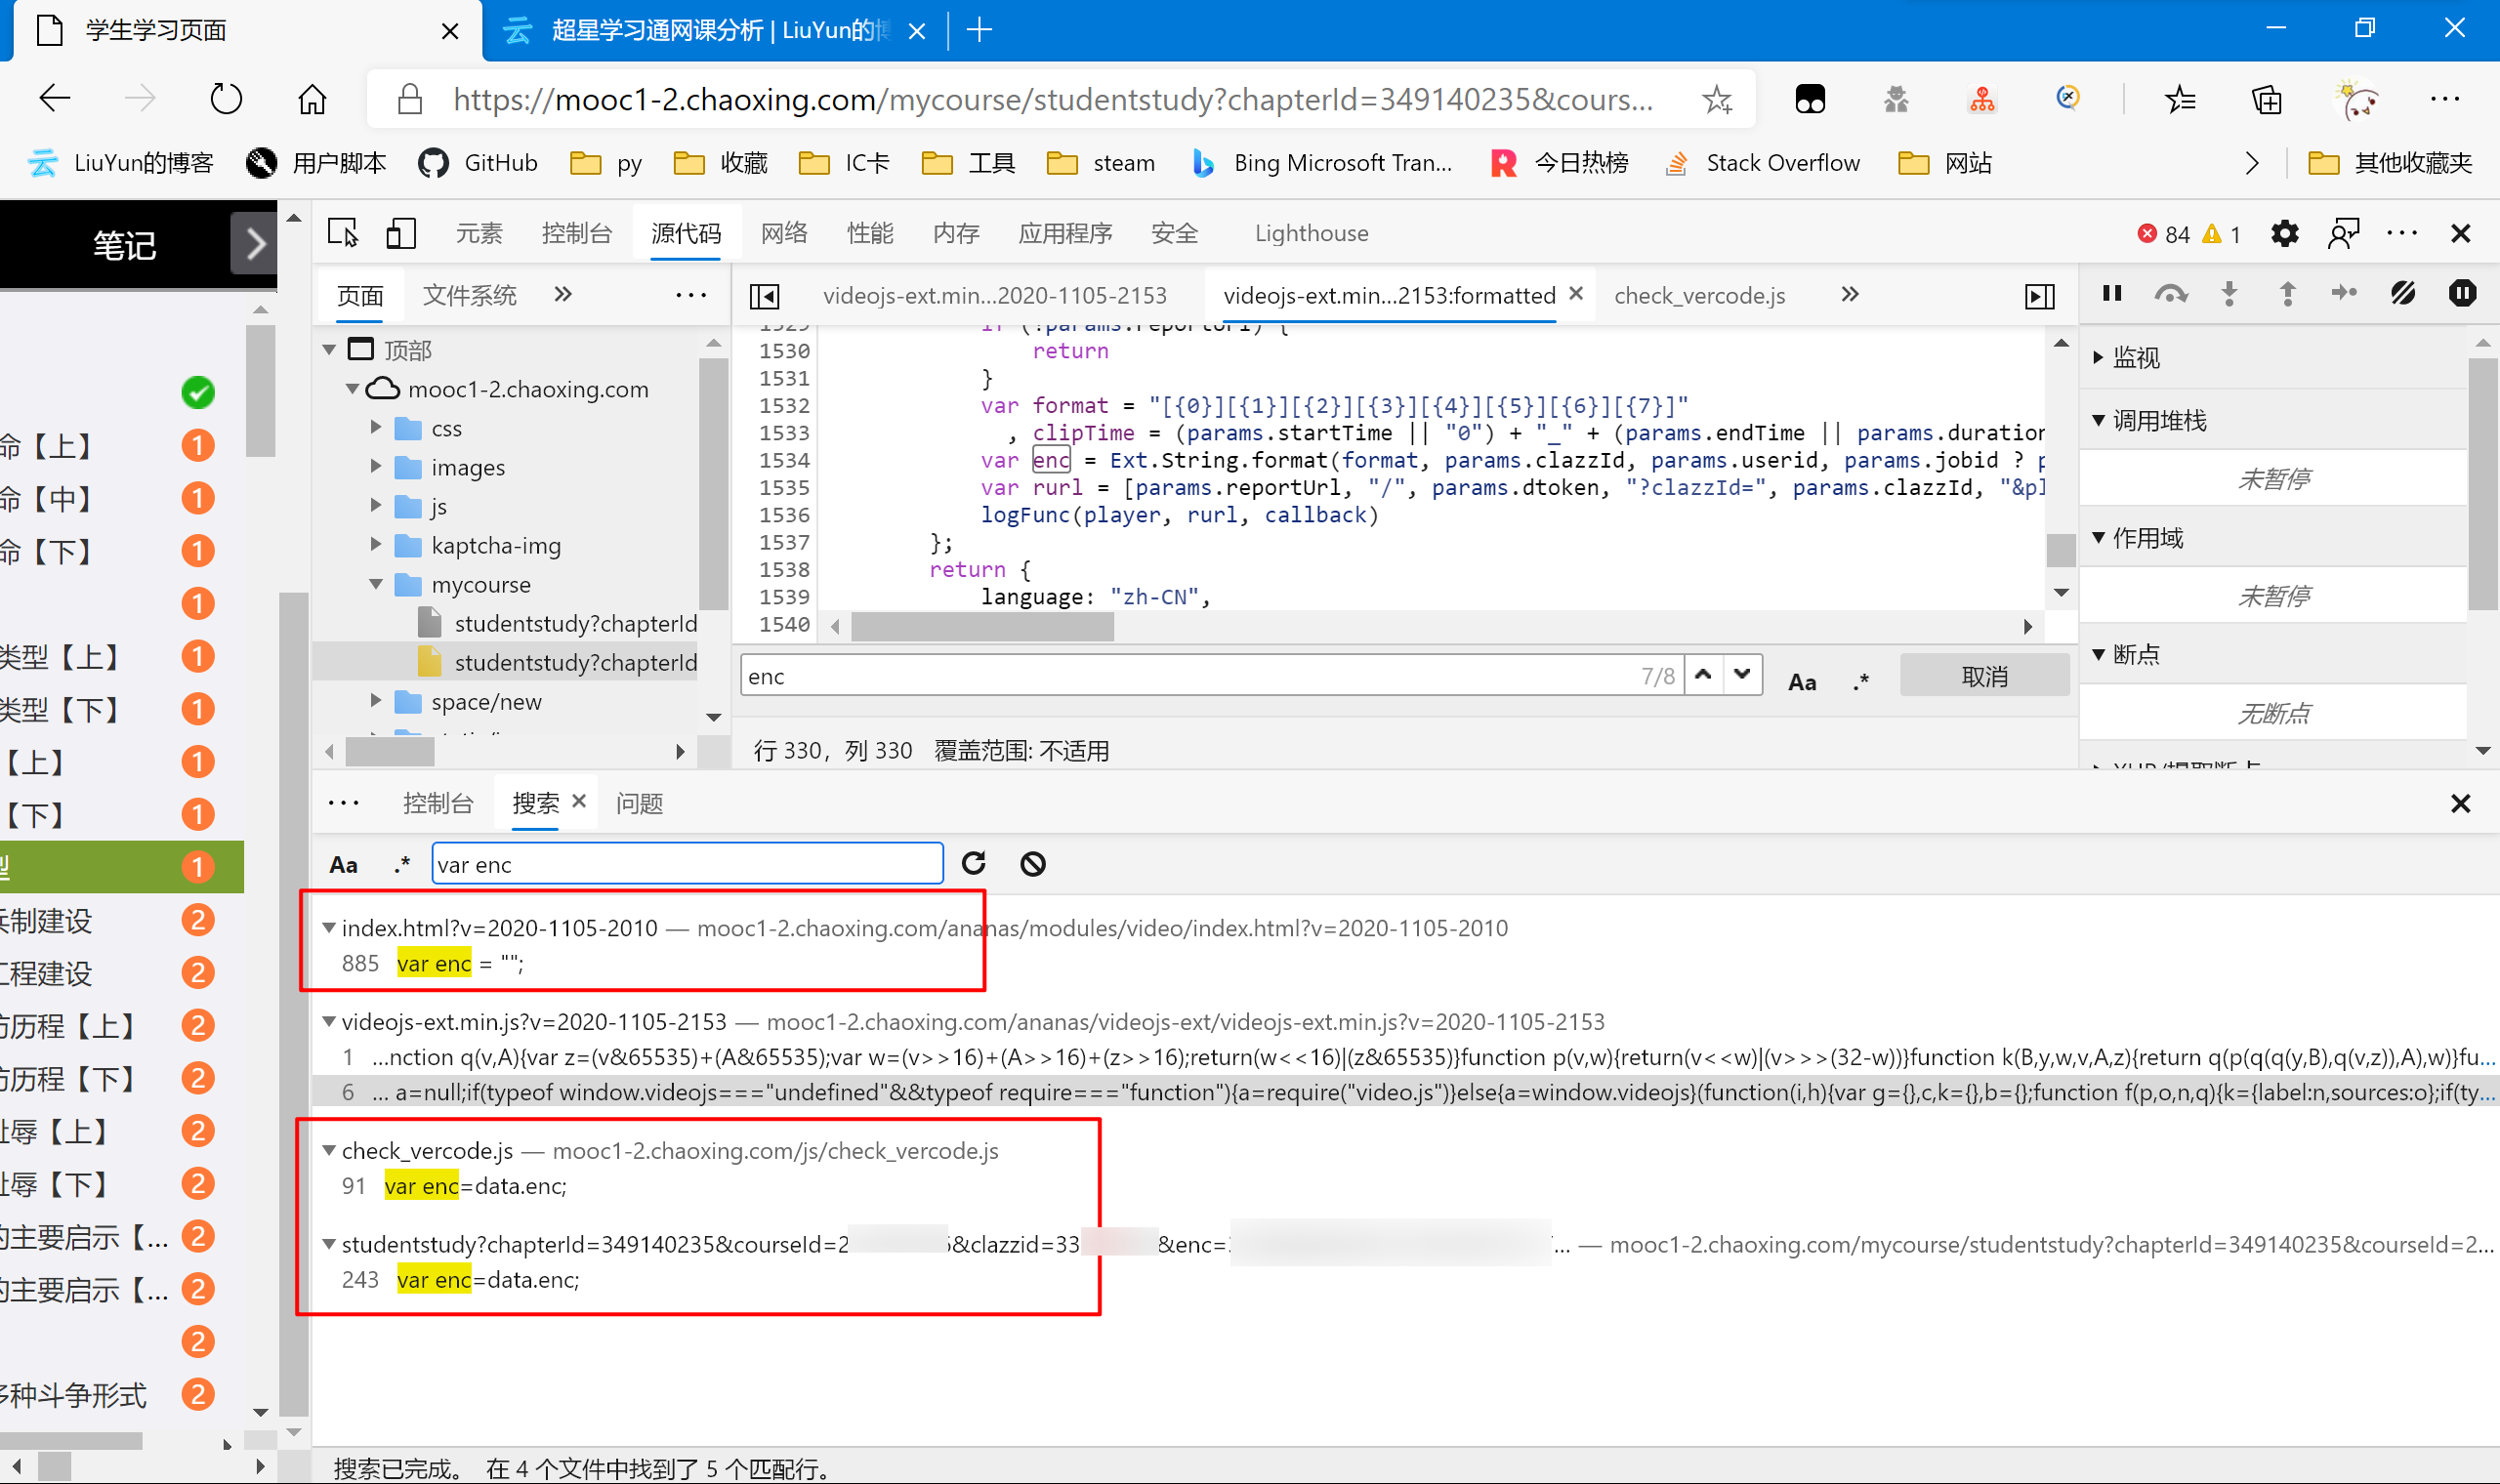 学生学习页面
超星学习通网课分析 | LiuYun的博
https://mooc1-2.chaoxing.com/mycourse/studentstudy?chapterId=349140235&cours...
LiuYun的博客 用户脚本 GitHub py 收藏 IC卡 工具 steam Bing Microsoft Tran... 今日热榜 Stack Overflow 网站 其他收藏夹
笔记
命【上】 1
命【中】 1
命【下】 1
1
类型【上】 1
类型【下】 1
【上】 1
【下】 1
型 1
兵制建设 2
工程建设 2
防历程【上】 2
防历程【下】 2
耻辱【上】 2
耻辱【下】 2
的主要启示【... 2
的主要启示【... 2
2
多种斗争形式 2
元素 控制台 源代码 网络 性能 内存 应用程序 安全 Lighthouse 84 1
页面 文件系统
顶部
mooc1-2.chaoxing.com
css
images
js
kaptcha-img
mycourse
studentstudy?chapterId
studentstudy?chapterId
space/new
videojs-ext.min...2020-1105-2153 videojs-ext.min...2153:formatted check_vercode.js
1529 if (!params.reportUrl) {
1530 return
1531 }
1532 var format = "[{0}][{1}][{2}][{3}][{4}][{5}][{6}][{7}]"
1533 , clipTime = (params.startTime || "0") + "_" + (params.endTime || params.duration
1534 var enc = Ext.String.format(format, params.clazzId, params.userid, params.jobid ? p
1535 var rurl = [params.reportUrl, "/", params.dtoken, "?clazzId=", params.clazzId, "&pl
1536 logFunc(player, rurl, callback)
1537 };
1538 return {
1539 language: "zh-CN",
1540
enc 7/8 Aa .* 取消
行 330，列 330 覆盖范围: 不适用
监视
调用堆栈
未暂停
作用域
未暂停
断点
无断点
XHR/提取断点
控制台 搜索 问题
Aa .* var enc
index.html?v=2020-1105-2010 — mooc1-2.chaoxing.com/ananas/modules/video/index.html?v=2020-1105-2010
885 var enc = "";
videojs-ext.min.js?v=2020-1105-2153 — mooc1-2.chaoxing.com/ananas/videojs-ext/videojs-ext.min.js?v=2020-1105-2153
1 ...nction q(v,A){var z=(v&65535)+(A&65535);var w=(v>>16)+(A>>16)+(z>>16);return(w<<16)|(z&65535)}function p(v,w){return(v<<w)|(v>>>(32-w))}function k(B,y,w,v,A,z){return q(p(q(q(y,B),q(v,z)),A),w)}fu...
6 ... a=null;if(typeof window.videojs==="undefined"&&typeof require==="function"){a=require("video.js")}else{a=window.videojs}(function(i,h){var g={},c,k={},b={};function f(p,o,n,q){k={label:n,sources:o};if(ty...
check_vercode.js — mooc1-2.chaoxing.com/js/check_vercode.js
91 var enc=data.enc;
studentstudy?chapterId=349140235&courseId=2 &clazzid=33 &enc= ... — mooc1-2.chaoxing.com/mycourse/studentstudy?chapterId=349140235&courseId=2...
243 var enc=data.enc;
搜索已完成。 在 4 个文件中找到了 5 个匹配行。